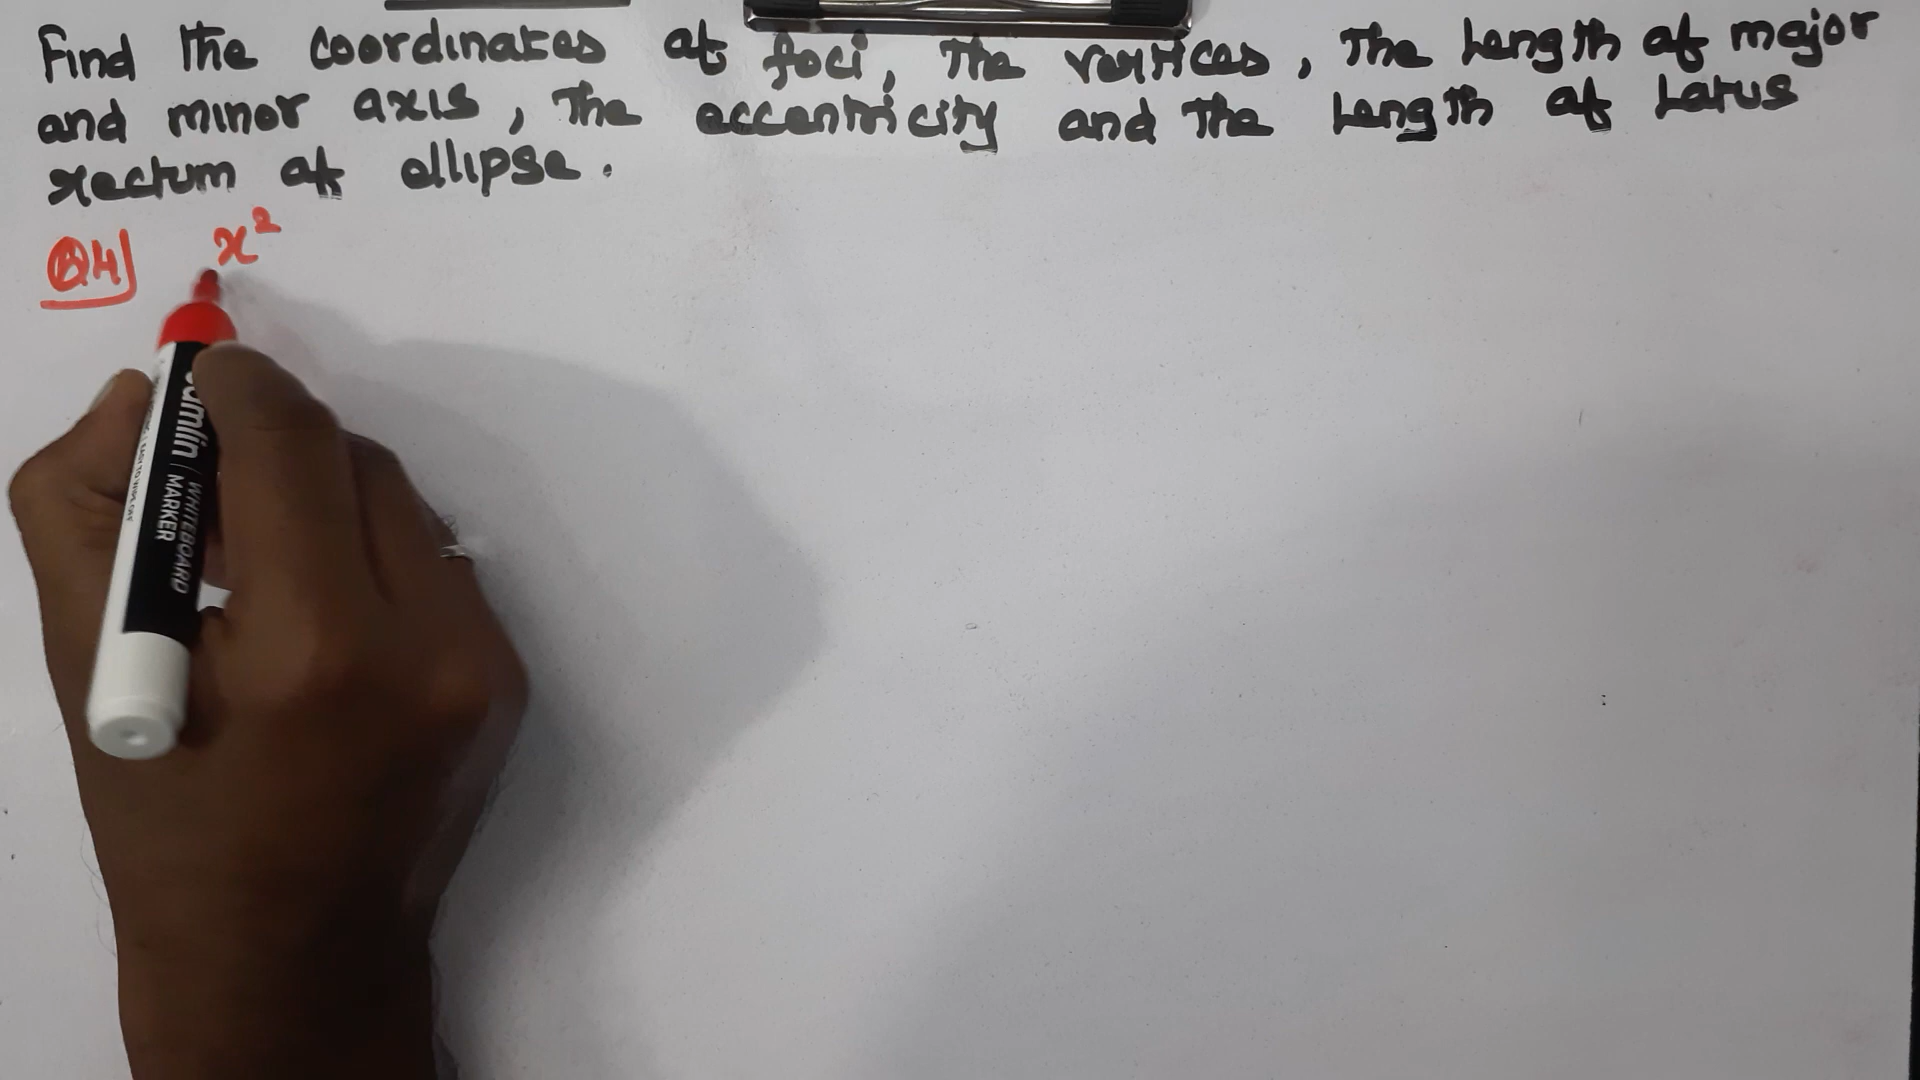 Find the coordinates of foci, The vertices, The Length of major
and minor axis, The eccentricity and The Length of Latus
rectum of ellipse.
Q4) x²
camlin WHITEBOARD
MARKER